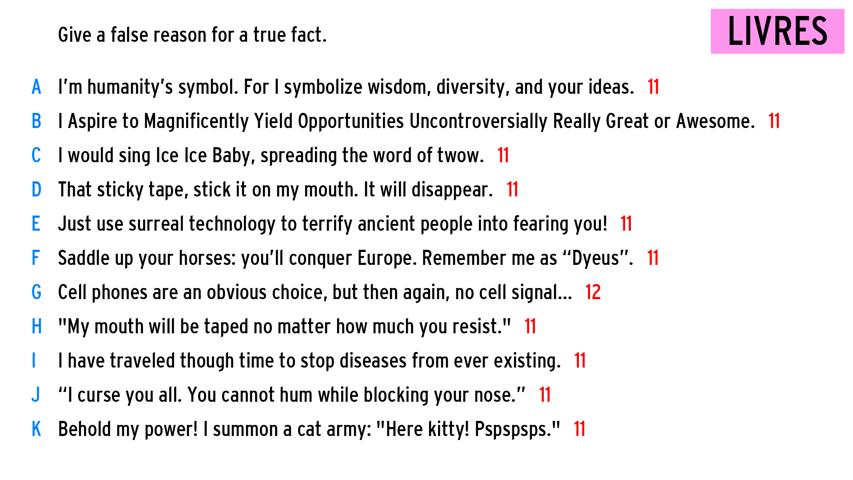 Give a false reason for a true fact.
LIVRES
A I'm humanity's symbol. For I symbolize wisdom, diversity, and your ideas. 11
B I Aspire to Magnificently Yield Opportunities Uncontroversially Really Great or Awesome. 11
C I would sing Ice Ice Baby, spreading the word of twow. 11
D That sticky tape, stick it on my mouth. It will disappear. 11
E Just use surreal technology to terrify ancient people into fearing you! 11
F Saddle up your horses: you'll conquer Europe. Remember me as “Dyeus”. 11
G Cell phones are an obvious choice, but then again, no cell signal... 12
H "My mouth will be taped no matter how much you resist." 11
I I have traveled though time to stop diseases from ever existing. 11
J “I curse you all. You cannot hum while blocking your nose.” 11
K Behold my power! I summon a cat army: "Here kitty! Pspspsps." 11